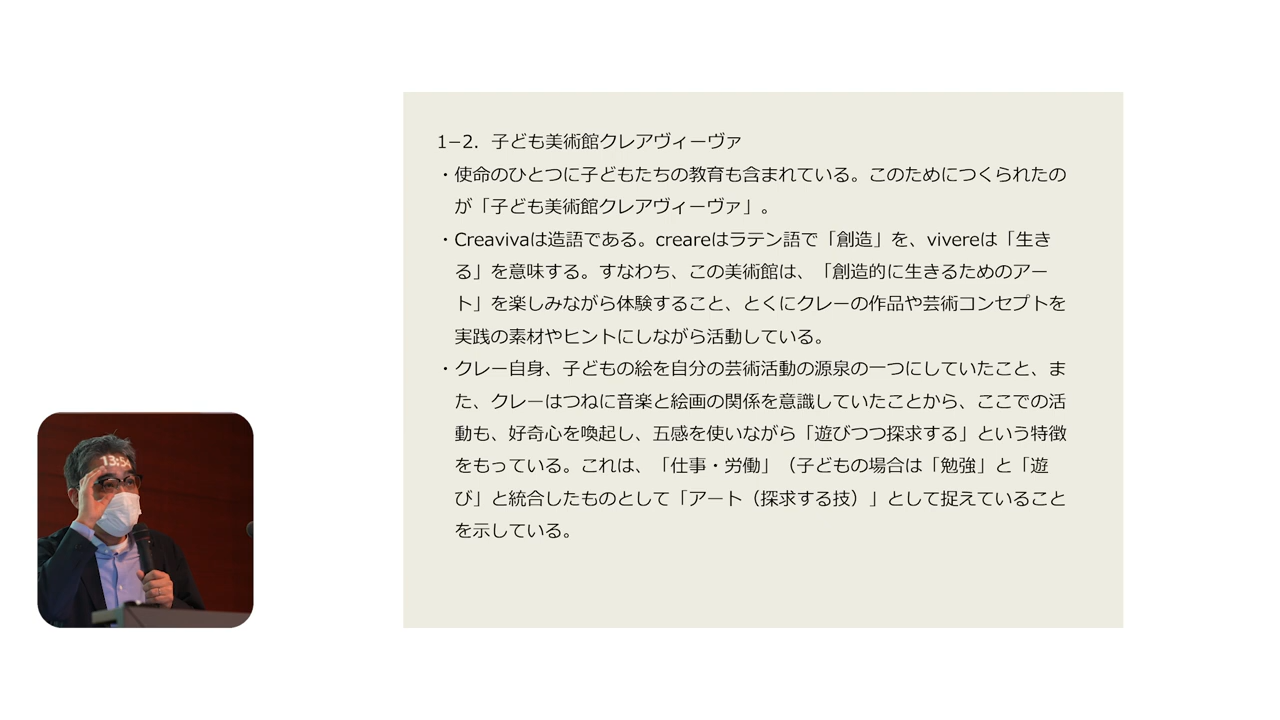 1−2．子ども美術館クレアヴィーヴァ
・使命のひとつに子どもたちの教育も含まれている。このためにつくられたの
が「子ども美術館クレアヴィーヴァ」。
・Creavivaは造語である。creareはラテン語で「創造」を、vivereは「生き
る」を意味する。すなわち、この美術館は、「創造的に生きるためのアー
ト」を楽しみながら体験すること、とくにクレーの作品や芸術コンセプトを
実践の素材やヒントにしながら活動している。
・クレー自身、子どもの絵を自分の芸術活動の源泉の一つにしていたこと、ま
た、クレーはつねに音楽と絵画の関係を意識していたことから、ここでの活
動も、好奇心を喚起し、五感を使いながら「遊びつつ探求する」という特徴
をもっている。これは、「仕事・労働」（子どもの場合は「勉強」と「遊
び」と統合したものとして「アート（探求する技）」として捉えていること
を示している。